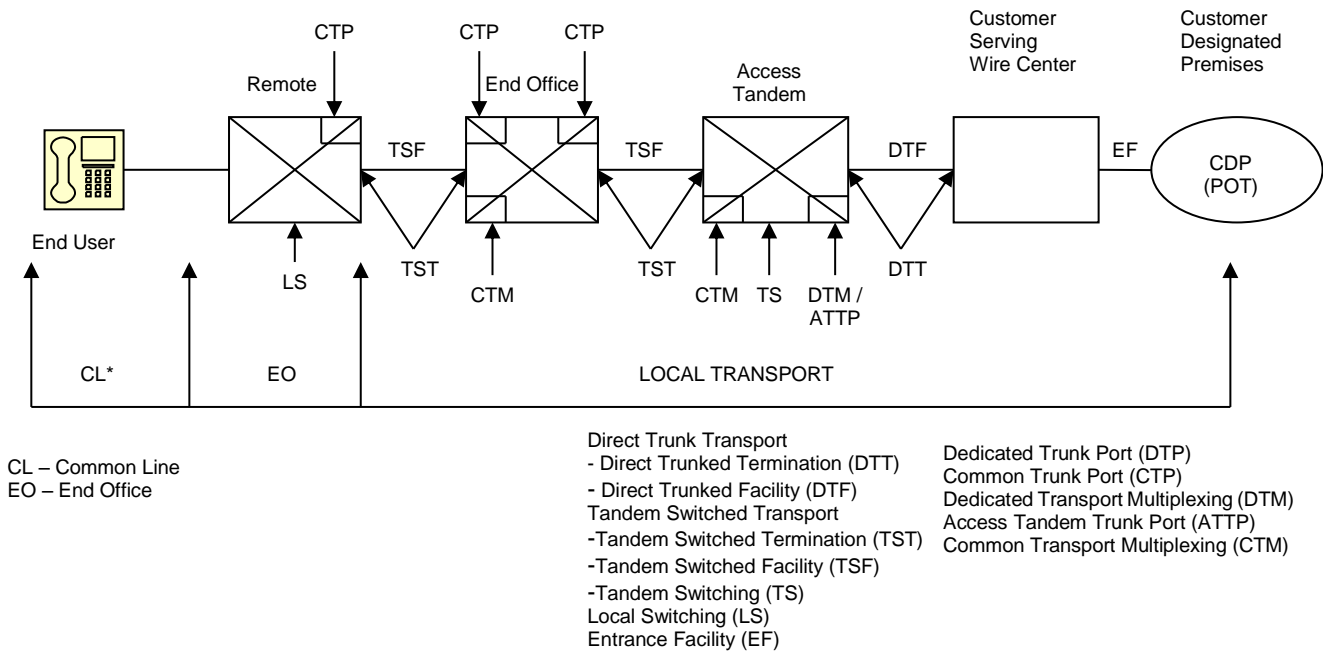 Customer
Serving
Wire Center
Customer
Designated
Premises
CTP
CTP
CTP
Remote
End Office
Access
Tandem
TSF
TSF
DTF
EF
CDP
(POT)
End User
LS
TST
CTM
TST
CTM
TS
DTM /
ATTP
DTT
CL*
EO
LOCAL TRANSPORT
CL – Common Line
EO – End Office
Direct Trunk Transport
- Direct Trunked Termination (DTT)
- Direct Trunked Facility (DTF)
Tandem Switched Transport
-Tandem Switched Termination (TST)
-Tandem Switched Facility (TSF)
-Tandem Switching (TS)
Local Switching (LS)
Entrance Facility (EF)
Dedicated Trunk Port (DTP)
Common Trunk Port (CTP)
Dedicated Transport Multiplexing (DTM)
Access Tandem Trunk Port (ATTP)
Common Transport Multiplexing (CTM)